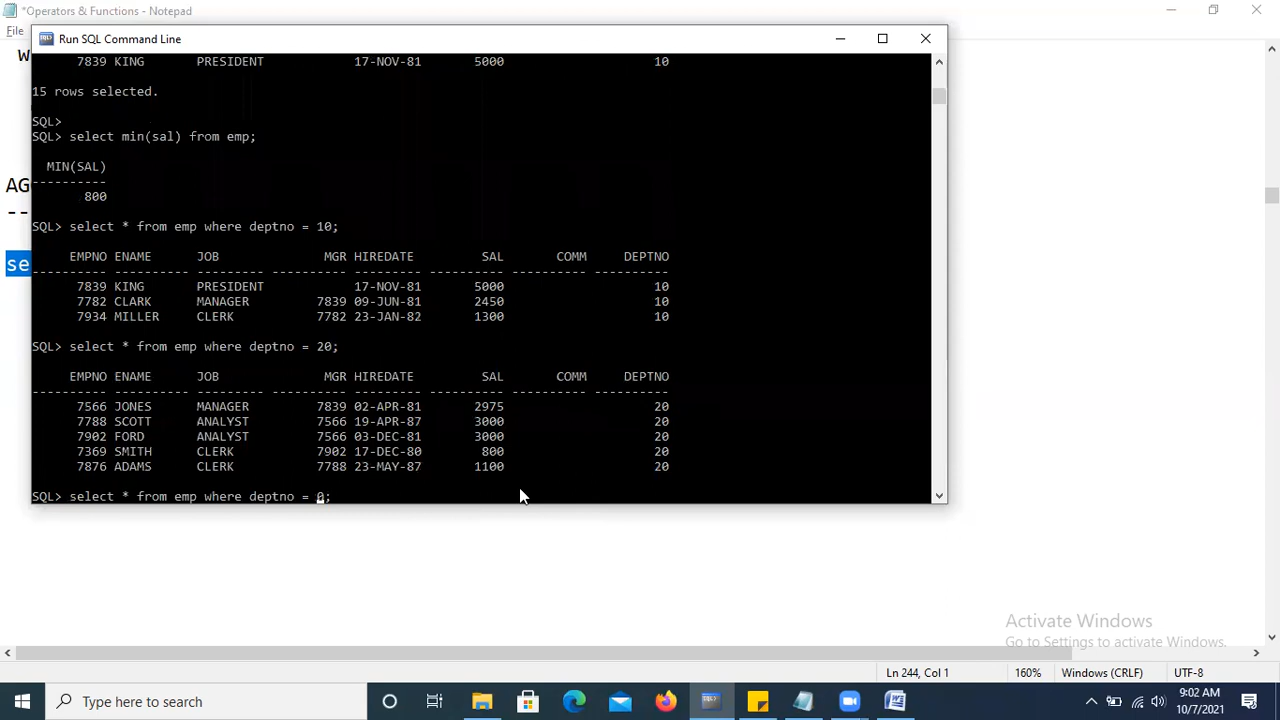 *Operators & Functions - Notepad
File
W
Run SQL Command Line
7839 KING PRESIDENT 17-NOV-81 5000 10
15 rows selected.
SQL>
SQL> select min(sal) from emp;
MIN(SAL)
----------
800
AG
--
SQL> select * from emp where deptno = 10;
se
EMPNO ENAME JOB MGR HIREDATE SAL COMM DEPTNO
---------- ---------- --------- ---------- --------- ---------- ---------- ----------
7839 KING PRESIDENT 17-NOV-81 5000 10
7782 CLARK MANAGER 7839 09-JUN-81 2450 10
7934 MILLER CLERK 7782 23-JAN-82 1300 10
SQL> select * from emp where deptno = 20;
EMPNO ENAME JOB MGR HIREDATE SAL COMM DEPTNO
---------- ---------- --------- ---------- --------- ---------- ---------- ----------
7566 JONES MANAGER 7839 02-APR-81 2975 20
7788 SCOTT ANALYST 7566 19-APR-87 3000 20
7902 FORD ANALYST 7566 03-DEC-81 3000 20
7369 SMITH CLERK 7902 17-DEC-80 800 20
7876 ADAMS CLERK 7788 23-MAY-87 1100 20
SQL> select * from emp where deptno = 0;
Activate Windows
Go to Settings to activate Windows.
Ln 244, Col 1 160% Windows (CRLF) UTF-8
Type here to search
9:02 AM
10/7/2021